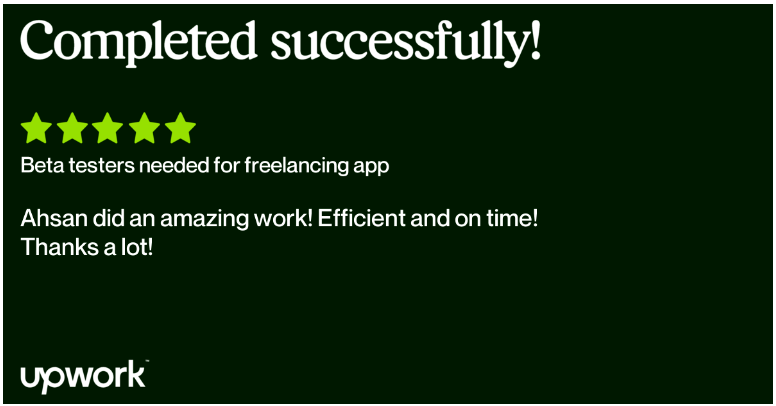 Completed successfully!
Beta testers needed for freelancing app
Ahsan did an amazing work! Efficient and on time!
Thanks a lot!
upwork™